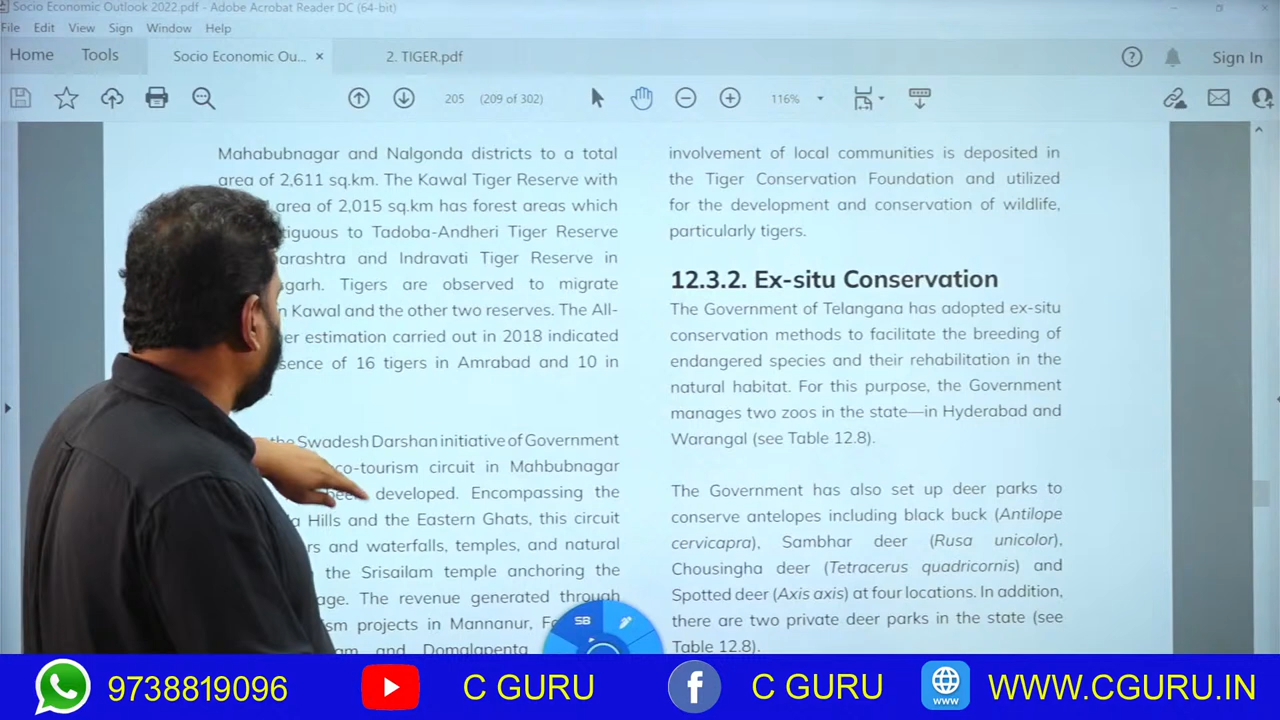 Socio Economic Outlook 2022.pdf - Adobe Acrobat Reader DC (64-bit)
File Edit View Sign Window Help
Home Tools Socio Economic Ou... × 2. TIGER.pdf Sign In
205 (209 of 302) 116%
Mahabubnagar and Nalgonda districts to a total
area of 2,611 sq.km. The Kawal Tiger Reserve with
area of 2,015 sq.km has forest areas which
to Tadoba-Andheri Tiger Reserve
and Indravati Tiger Reserve in
Tigers are observed to migrate
Kawal and the other two reserves. The All-
estimation carried out in 2018 indicated
of 16 tigers in Amrabad and 10 in
the Swadesh Darshan initiative of Government
circuit in Mahbubnagar
developed. Encompassing the
Hills and the Eastern Ghats, this circuit
and waterfalls, temples, and natural
the Srisailam temple anchoring the
The revenue generated through
projects in Mannanur,
and Domalapenta
involvement of local communities is deposited in
the Tiger Conservation Foundation and utilized
for the development and conservation of wildlife,
particularly tigers.
12.3.2. Ex-situ Conservation
The Government of Telangana has adopted ex-situ
conservation methods to facilitate the breeding of
endangered species and their rehabilitation in the
natural habitat. For this purpose, the Government
manages two zoos in the state—in Hyderabad and
Warangal (see Table 12.8).
The Government has also set up deer parks to
conserve antelopes including black buck (Antilope
cervicapra), Sambhar deer (Rusa unicolor),
Chousingha deer (Tetracerus quadricornis) and
Spotted deer (Axis axis) at four locations. In addition,
there are two private deer parks in the state (see
Table 12.8).
SB
9738819096 C GURU f C GURU WWW WWW.CGURU.IN